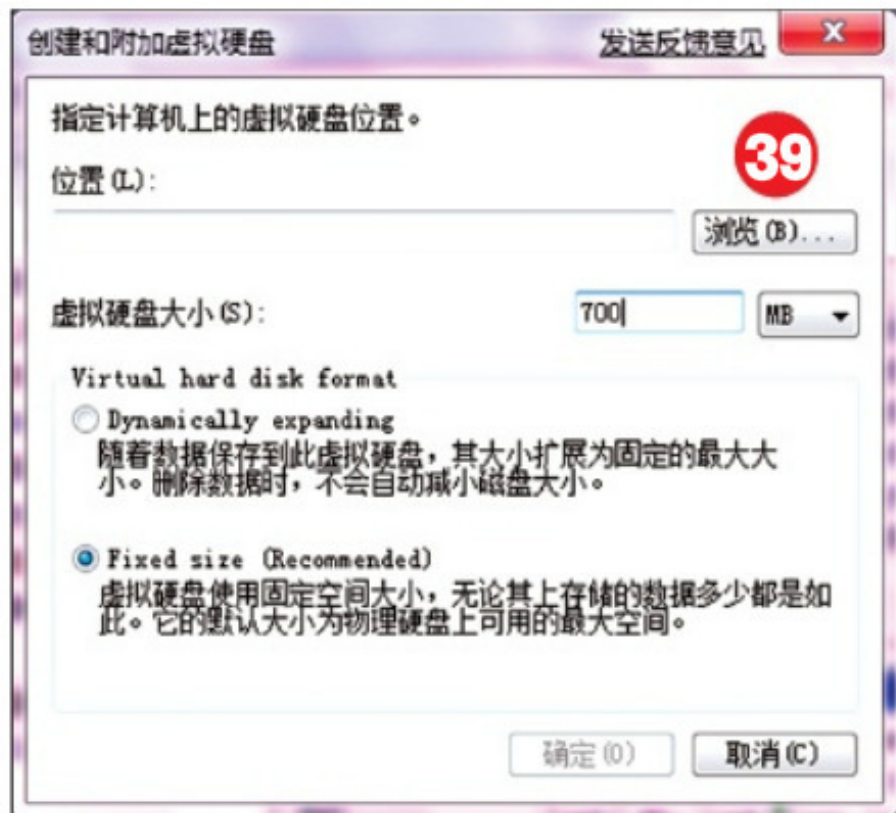 创建和附加虚拟硬盘 发送反馈意见
指定计算机上的虚拟硬盘位置。
39
位置(L):
浏览(B)...
虚拟硬盘大小(S): 700 MB
Virtual hard disk format
Dynamically expanding
随着数据保存到此虚拟硬盘，其大小扩展为固定的最大大
小。删除数据时，不会自动减小磁盘大小。
Fixed size (Recommended)
虚拟硬盘使用固定空间大小，无论其上存储的数据多少都是如
此。它的默认大小为物理硬盘上可用的最大空间。
确定(O) 取消(C)